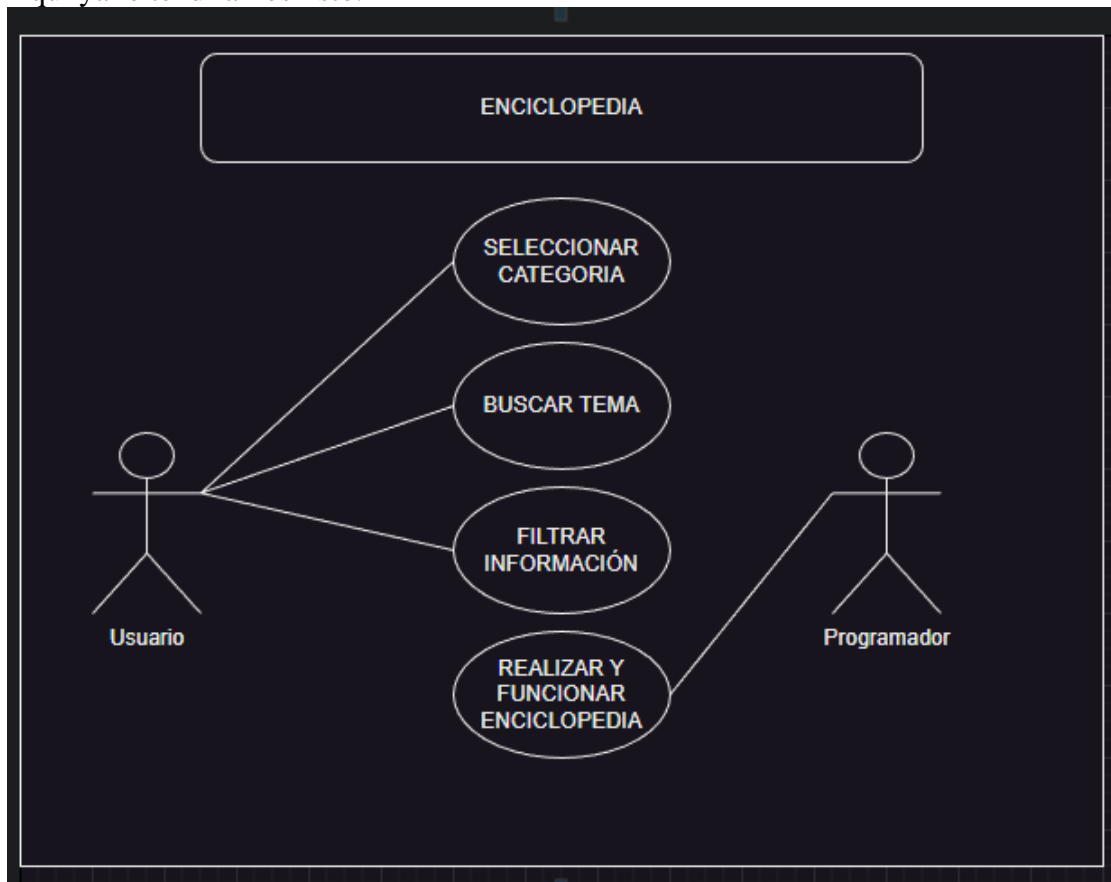 ENCICLOPEDIA
SELECCIONAR
CATEGORIA
BUSCAR TEMA
FILTRAR
INFORMACIÓN
Usuario
Programador
REALIZAR Y
FUNCIONAR
ENCICLOPEDIA